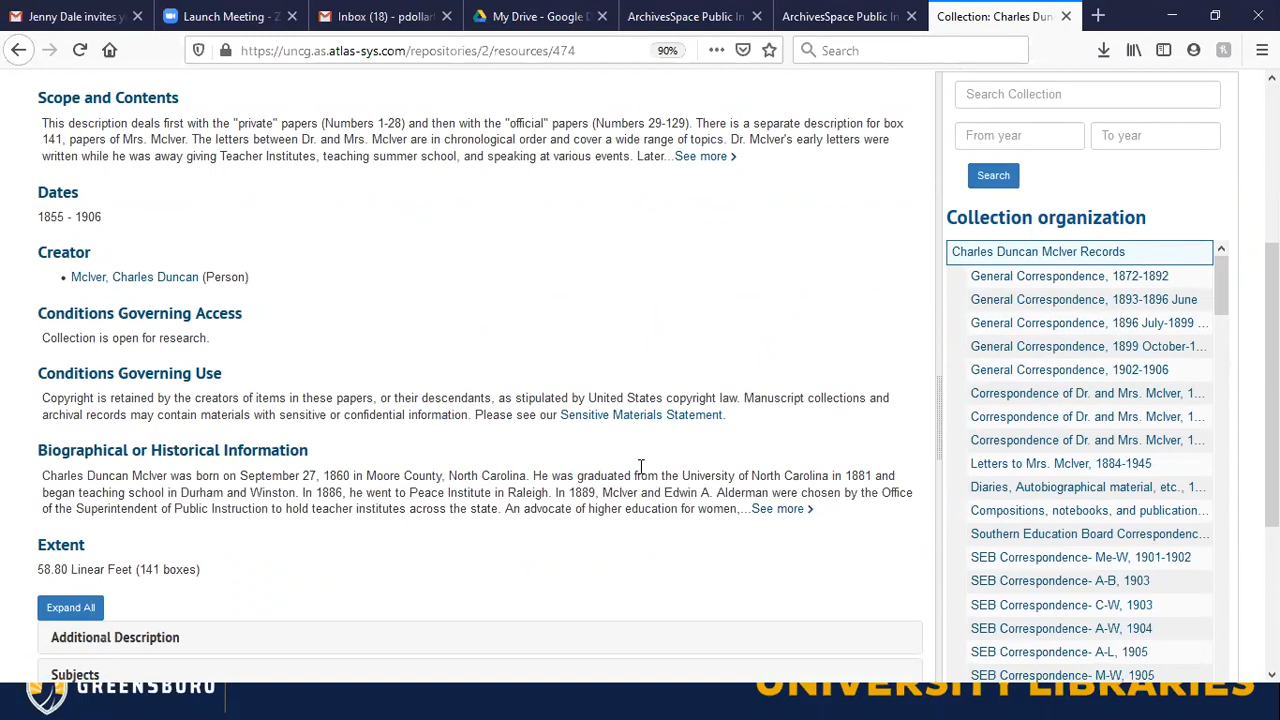 Jenny Dale invites y
Launch Meeting - Z
Inbox (18) - pdollar
My Drive - Google D
ArchivesSpace Public In
ArchivesSpace Public In
Collection: Charles Dun
https://uncg.as.atlas-sys.com/repositories/2/resources/474
90%
Search
Scope and Contents
This description deals first with the "private" papers (Numbers 1-28) and then with the "official" papers (Numbers 29-129). There is a separate description for box
141, papers of Mrs. McIver. The letters between Dr. and Mrs. McIver are in chronological order and cover a wide range of topics. Dr. McIver's early letters were
written while he was away giving Teacher Institutes, teaching summer school, and speaking at various events. Later...See more >
Dates
1855 - 1906
Creator
• McIver, Charles Duncan (Person)
Conditions Governing Access
Collection is open for research.
Conditions Governing Use
Copyright is retained by the creators of items in these papers, or their descendants, as stipulated by United States copyright law. Manuscript collections and
archival records may contain materials with sensitive or confidential information. Please see our Sensitive Materials Statement.
Biographical or Historical Information
Charles Duncan McIver was born on September 27, 1860 in Moore County, North Carolina. He was graduated from the University of North Carolina in 1881 and
began teaching school in Durham and Winston. In 1886, he went to Peace Institute in Raleigh. In 1889, McIver and Edwin A. Alderman were chosen by the Office
of the Superintendent of Public Instruction to hold teacher institutes across the state. An advocate of higher education for women,...See more >
Extent
58.80 Linear Feet (141 boxes)
Expand All
Additional Description
Subjects
Search Collection
From year
To year
Search
Collection organization
Charles Duncan McIver Records
General Correspondence, 1872-1892
General Correspondence, 1893-1896 June
General Correspondence, 1896 July-1899 ...
General Correspondence, 1899 October-1...
General Correspondence, 1902-1906
Correspondence of Dr. and Mrs. McIver, 1...
Correspondence of Dr. and Mrs. McIver, 1...
Correspondence of Dr. and Mrs. McIver, 1...
Letters to Mrs. McIver, 1884-1945
Diaries, Autobiographical material, etc., 1...
Compositions, notebooks, and publication...
Southern Education Board Correspondenc...
SEB Correspondence- Me-W, 1901-1902
SEB Correspondence- A-B, 1903
SEB Correspondence- C-W, 1903
SEB Correspondence- A-W, 1904
SEB Correspondence- A-L, 1905
SEB Correspondence- M-W, 1905
GREENSBORO
UNIVERSITY LIBRARIES